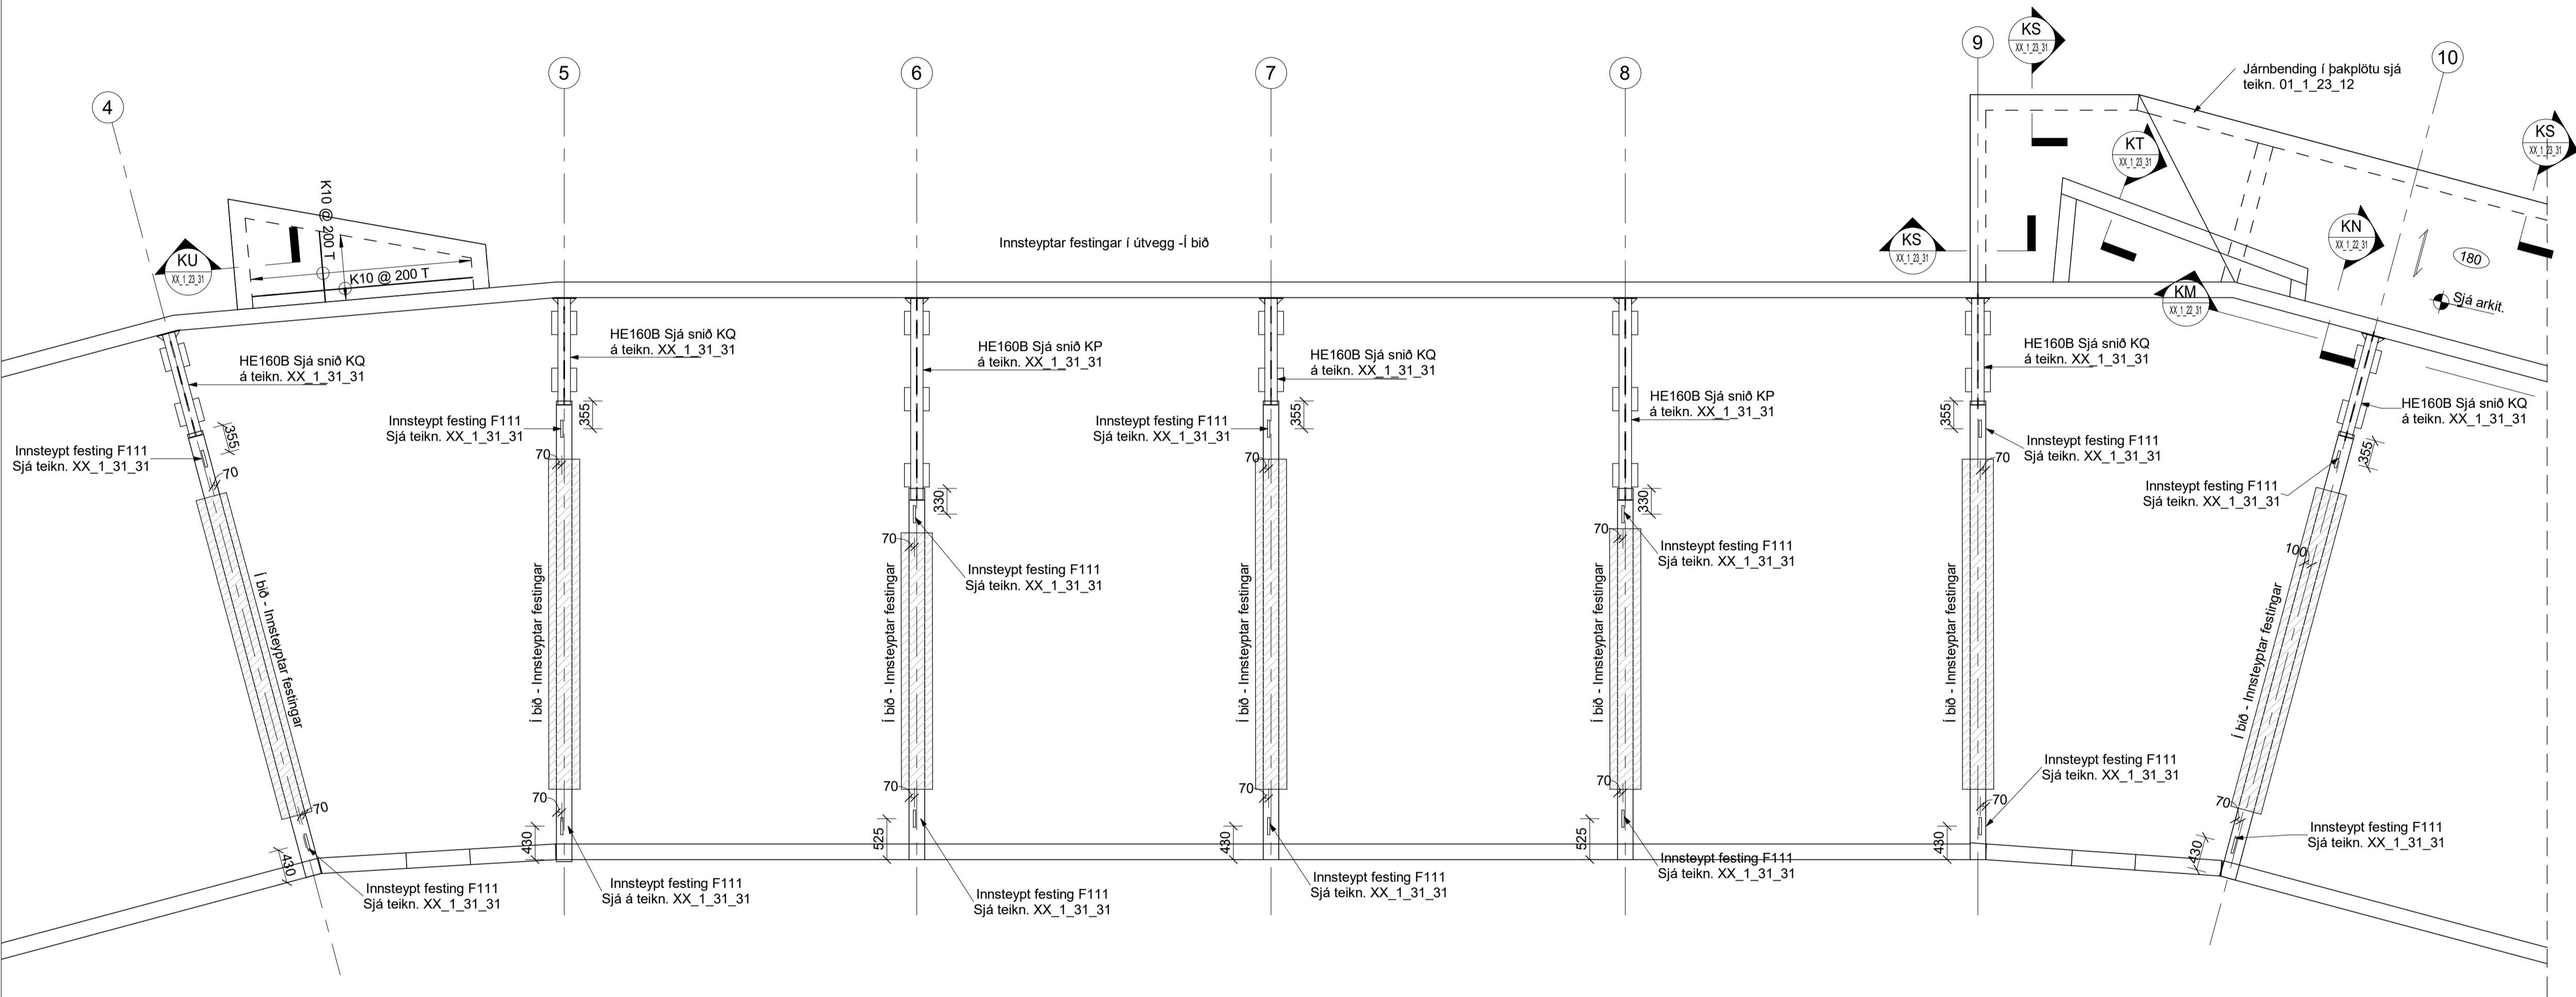 4
5
6
7
8
9
10
KS
XX_1_23_31
Járnbending í þakplötu sjá
teikn. 01_1_23_12
KT
XX_1_23_31
KS
XX_1_23_31
KU
XX_1_23_31
K10 @ 200 T
K10 @ 200 T
Innsteyptar festingar í útvegg -Í bið
KS
XX_1_23_31
KN
XX_1_22_31
180
KM
XX_1_22_31
Sjá arkit.
HE160B Sjá snið KQ
á teikn. XX_1_31_31
HE160B Sjá snið KQ
á teikn. XX_1_31_31
HE160B Sjá snið KP
á teikn. XX_1_31_31
HE160B Sjá snið KQ
á teikn. XX_1_31_31
HE160B Sjá snið KP
á teikn. XX_1_31_31
HE160B Sjá snið KQ
á teikn. XX_1_31_31
HE160B Sjá snið KQ
á teikn. XX_1_31_31
355
355
355
355
355
Innsteypt festing F111
Sjá teikn. XX_1_31_31
Innsteypt festing F111
Sjá teikn. XX_1_31_31
Innsteypt festing F111
Sjá teikn. XX_1_31_31
Innsteypt festing F111
Sjá teikn. XX_1_31_31
Innsteypt festing F111
Sjá teikn. XX_1_31_31
70
70
70
70
330
330
70
70
Innsteypt festing F111
Sjá teikn. XX_1_31_31
Innsteypt festing F111
Sjá teikn. XX_1_31_31
100
Í bið - Innsteyptar festingar
Í bið - Innsteyptar festingar
Í bið - Innsteyptar festingar
Í bið - Innsteyptar festingar
Í bið - Innsteyptar festingar
Í bið - Innsteyptar festingar
Í bið - Innsteyptar festingar
70
70
70
70
70
70
70
Innsteypt festing F111
Sjá teikn. XX_1_31_31
430
430
525
430
525
430
430
Innsteypt festing F111
Sjá teikn. XX_1_31_31
Innsteypt festing F111
Sjá á teikn. XX_1_31_31
Innsteypt festing F111
Sjá teikn. XX_1_31_31
Innsteypt festing F111
Sjá teikn. XX_1_31_31
Innsteypt festing F111
Sjá teikn. XX_1_31_31
Innsteypt festing F111
Sjá teikn. XX_1_31_31